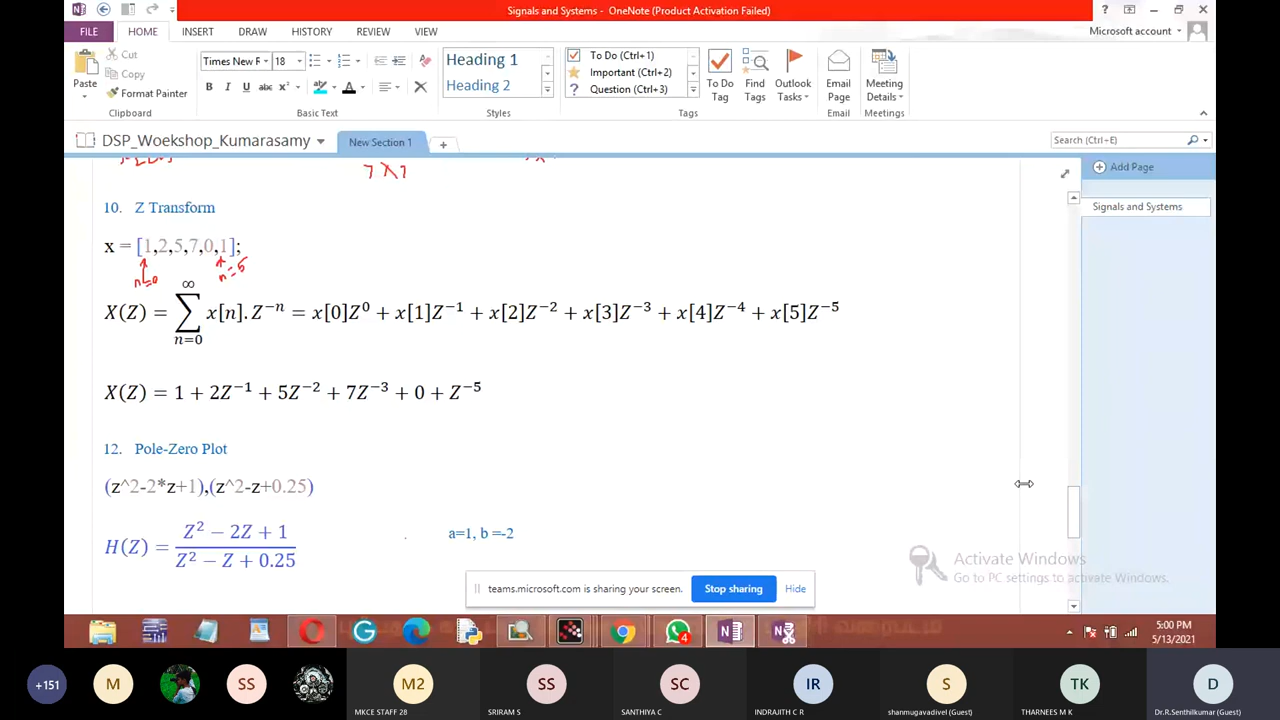 Signals and Systems - OneNote (Product Activation Failed)
FILE HOME INSERT DRAW HISTORY REVIEW VIEW Microsoft account
Paste Cut Copy Format Painter
Times New R 18
B I U abc x²
Heading 1
Heading 2
To Do (Ctrl+1)
Important (Ctrl+2)
Question (Ctrl+3)
To Do Tag
Find Tags
Outlook Tasks
Email Page
Meeting Details
Clipboard Basic Text Styles Tags Email Meetings
DSP_Woekshop_Kumarasamy New Section 1 Search (Ctrl+E)
Add Page
Signals and Systems
7 X 7
10. Z Transform
x = [1,2,5,7,0,1];
n=0 n=5
X(Z) = ∑_{n=0}^{∞} x[n].Z⁻ⁿ = x[0]Z⁰ + x[1]Z⁻¹ + x[2]Z⁻² + x[3]Z⁻³ + x[4]Z⁻⁴ + x[5]Z⁻⁵
X(Z) = 1 + 2Z⁻¹ + 5Z⁻² + 7Z⁻³ + 0 + Z⁻⁵
12. Pole-Zero Plot
(z^2-2*z+1),(z^2-z+0.25)
H(Z) = (Z² − 2Z + 1) / (Z² − Z + 0.25)
a=1, b =-2
Activate Windows
Go to PC settings to activate Windows.
teams.microsoft.com is sharing your screen. Stop sharing Hide
4
5:00 PM
5/13/2021
+151 M SS M2 SS SC IR S TK D
MKCE STAFF 28 SRIRAM S SANTHIYA C INDRAJITH C R shanmugavadivel (Guest) THARNEES M K Dr.R.Senthilkumar (Guest)